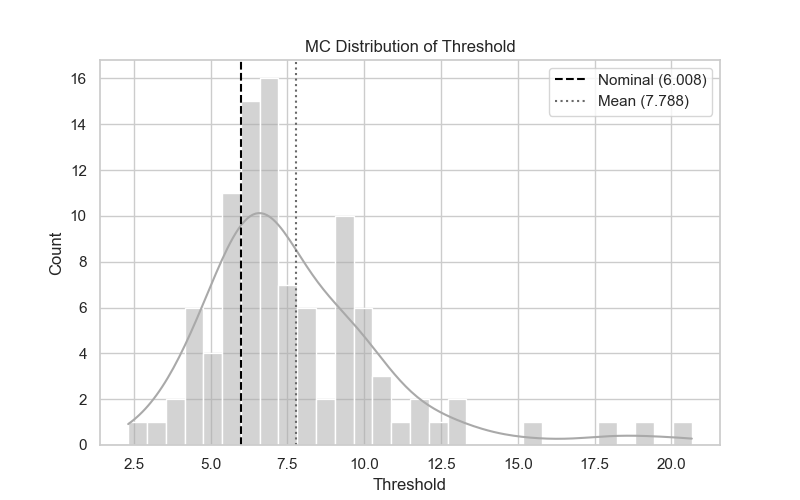 MC Distribution of Threshold
Nominal (6.008)
Mean (7.788)
Count
16
14
12
10
8
6
4
2
0
2.5 5.0 7.5 10.0 12.5 15.0 17.5 20.0
Threshold